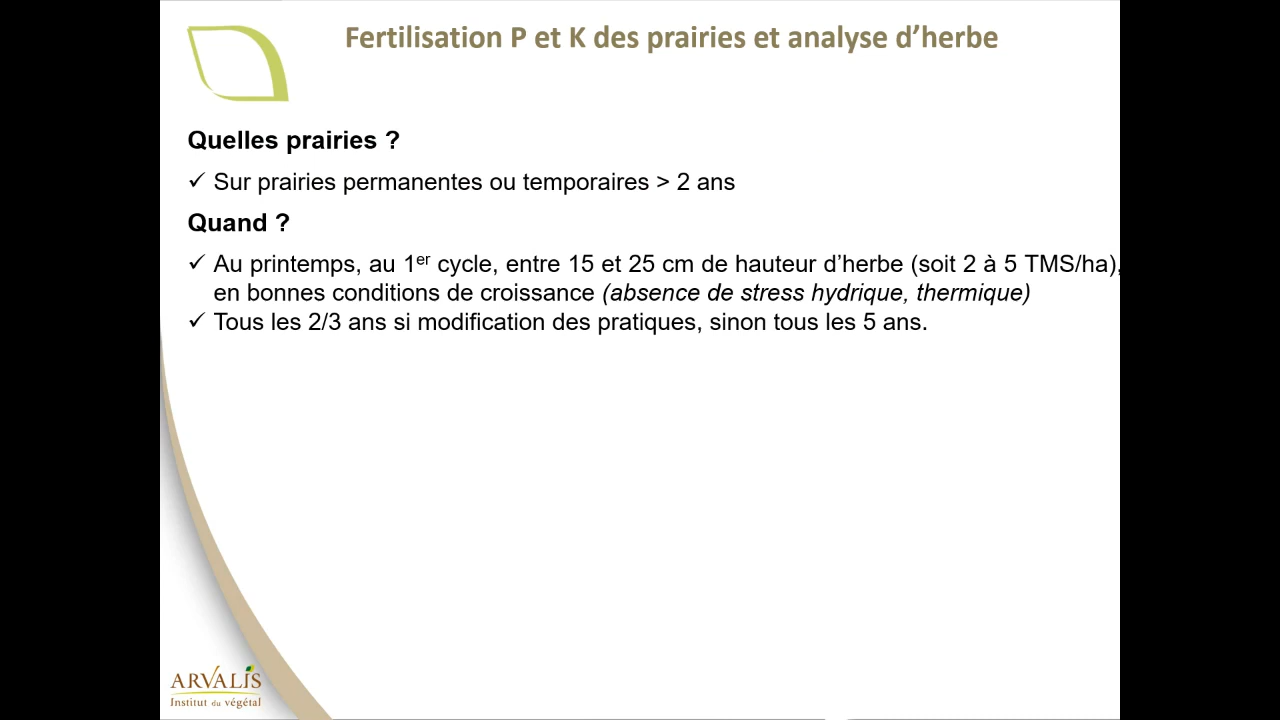 Fertilisation P et K des prairies et analyse d’herbe
Quelles prairies ?
✓ Sur prairies permanentes ou temporaires > 2 ans
Quand ?
✓ Au printemps, au 1er cycle, entre 15 et 25 cm de hauteur d’herbe (soit 2 à 5 TMS/ha),
en bonnes conditions de croissance (absence de stress hydrique, thermique)
✓ Tous les 2/3 ans si modification des pratiques, sinon tous les 5 ans.
ARVALIS
Institut du végétal